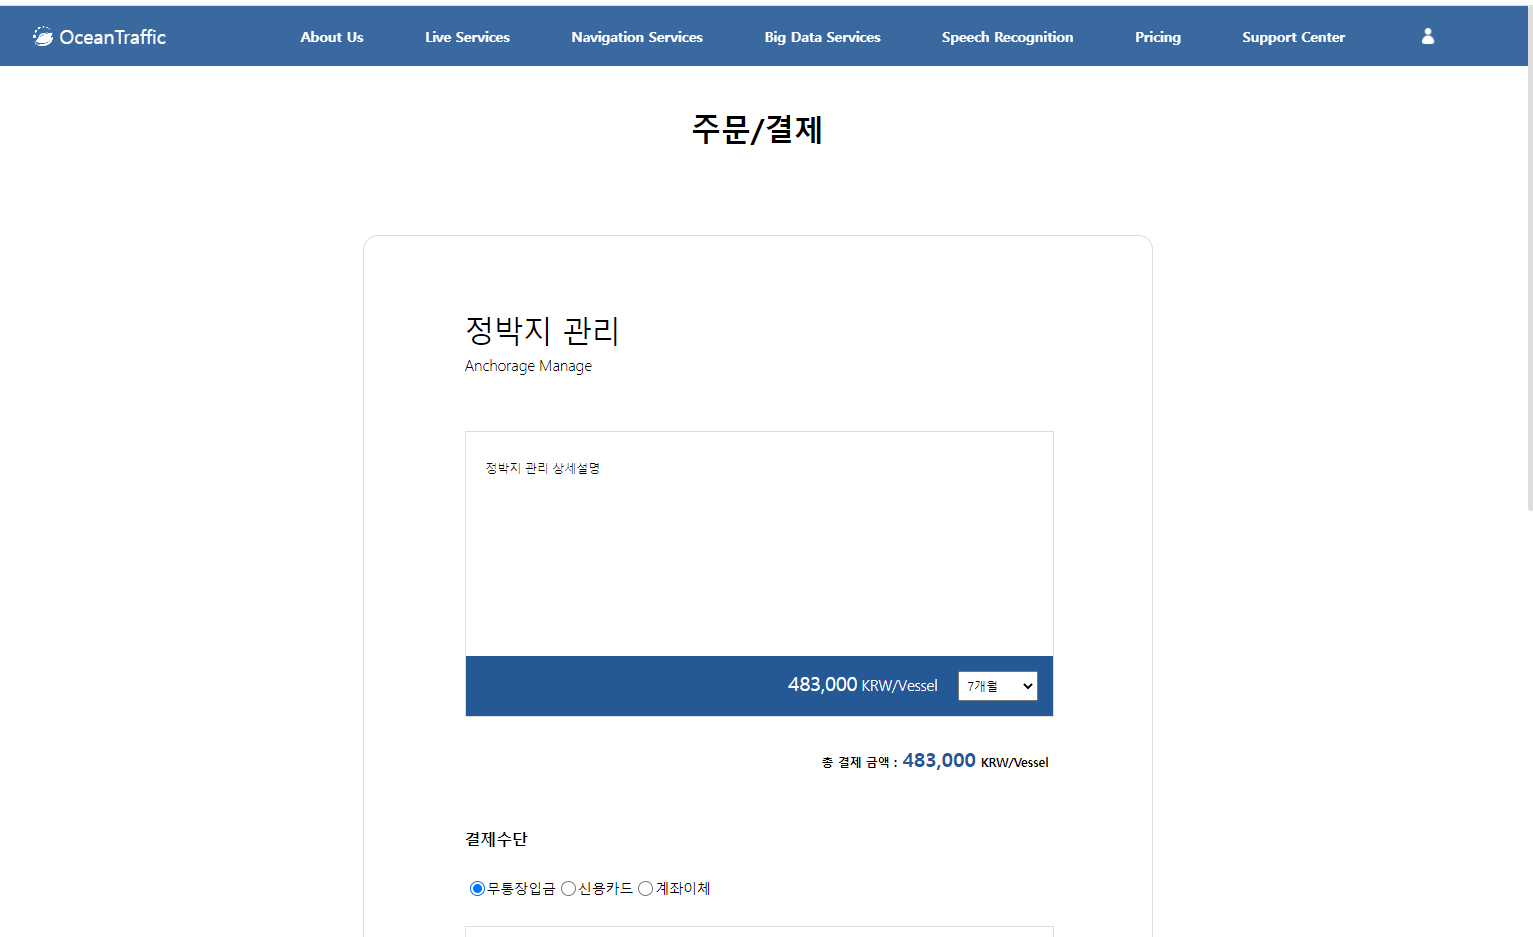 OceanTraffic About Us Live Services Navigation Services Big Data Services Speech Recognition Pricing Support Center
주문/결제
정박지 관리
Anchorage Manage
정박지 관리 상세설명
483,000 KRW/Vessel 7개월
총 결제 금액 : 483,000 KRW/Vessel
결제수단
무통장입금 신용카드 계좌이체